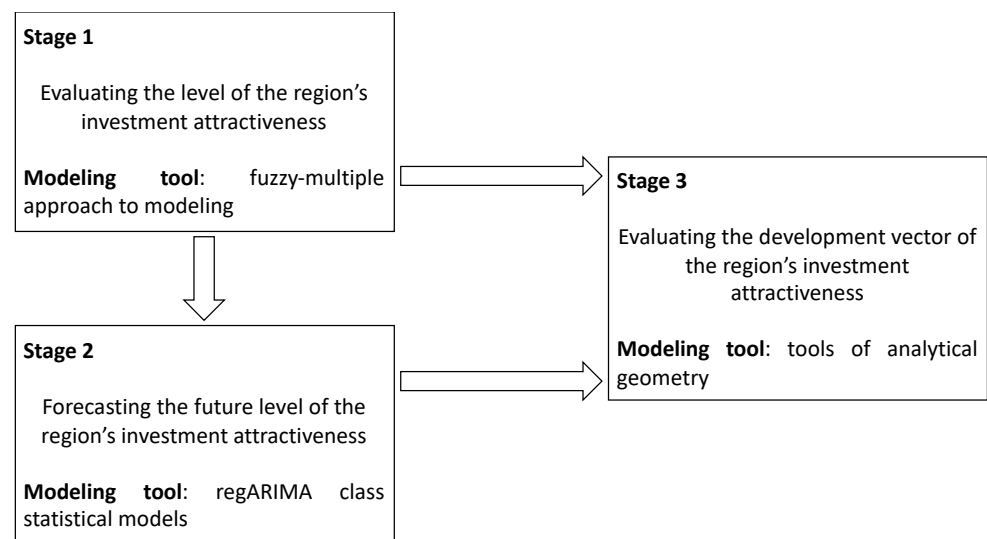 Stage 1
Evaluating the level of the region’s
investment attractiveness
Modeling tool: fuzzy-multiple
approach to modeling
Stage 2
Forecasting the future level of the
region’s investment attractiveness
Modeling tool: regARIMA class
statistical models
Stage 3
Evaluating the development vector of
the region’s investment
attractiveness
Modeling tool: tools of analytical
geometry